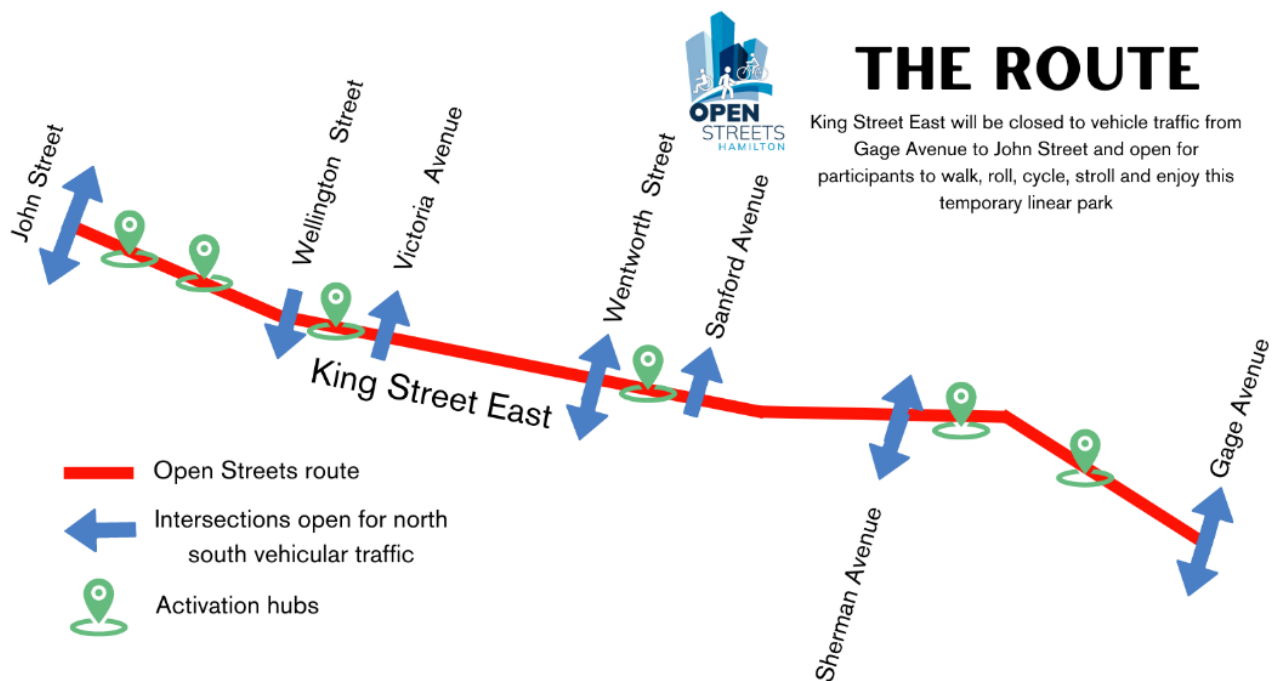 THE ROUTE
King Street East will be closed to vehicle traffic from
Gage Avenue to John Street and open for
participants to walk, roll, cycle, stroll and enjoy this
temporary linear park
OPEN
STREETS
HAMILTON
John Street
Wellington Street
Victoria Avenue
Wentworth Street
Sanford Avenue
Sherman Avenue
Gage Avenue
King Street East
Open Streets route
Intersections open for north
south vehicular traffic
Activation hubs